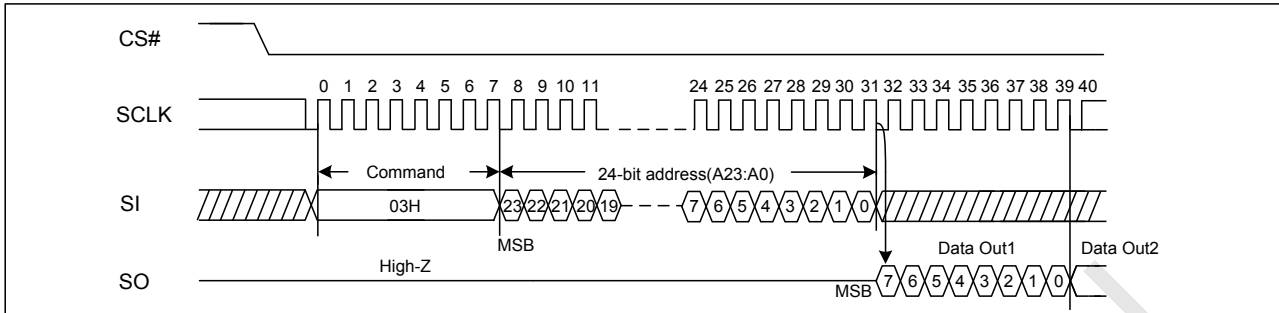 CS#
0 1 2 3 4 5 6 7 8 9 10 11 24 25 26 27 28 29 30 31 32 33 34 35 36 37 38 39 40
SCLK
Command 24-bit address(A23:A0)
SI 03H 23 22 21 20 19 7 6 5 4 3 2 1 0
MSB
High-Z Data Out1 Data Out2
SO MSB 7 6 5 4 3 2 1 0